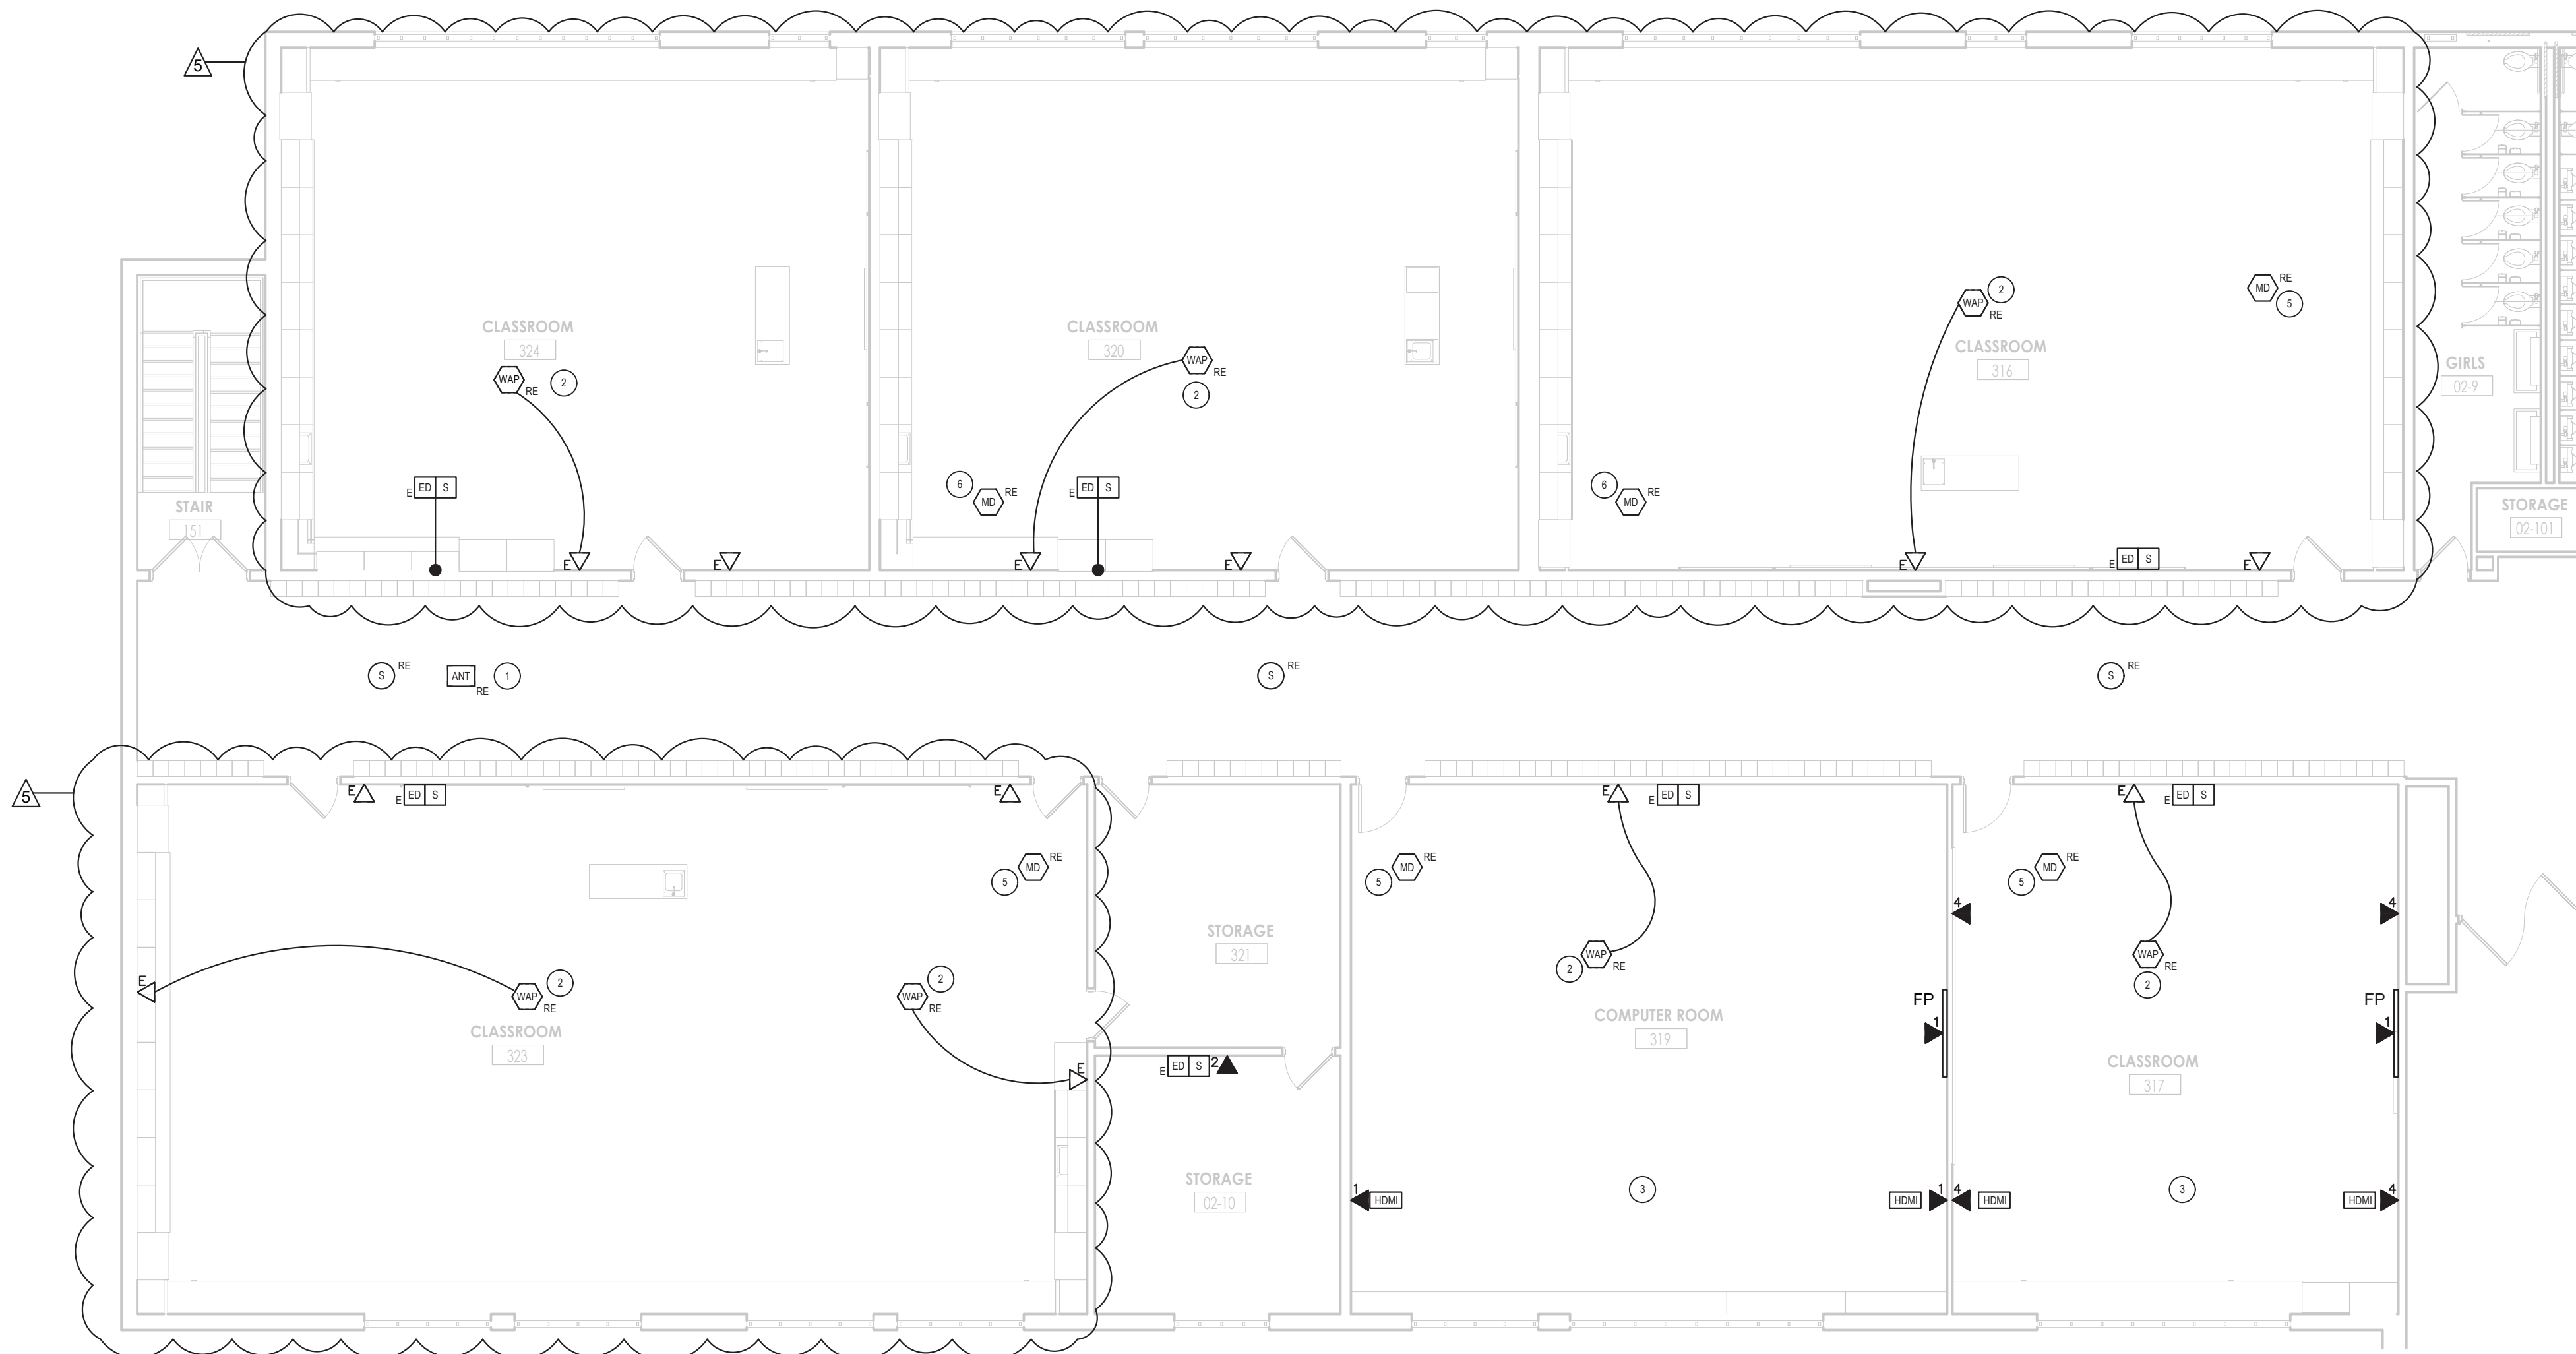 5
CLASSROOM
324
WAP
RE
2
E
ED S
E
E
CLASSROOM
320
WAP
RE
2
6
MD
RE
E
ED S
E
E
CLASSROOM
316
WAP
2
RE
MD
RE
5
6
MD
RE
E
E
ED S
E
GIRLS
02-9
STORAGE
02-101
STAIR
151
S
RE
ANT
RE
1
S
RE
S
RE
5
E
E
ED S
E
5
MD
RE
E
WAP
2
RE
WAP
2
RE
E
CLASSROOM
323
STORAGE
321
E
ED S
2
STORAGE
02-10
E
E
ED S
5
MD
RE
2
WAP
RE
COMPUTER ROOM
319
FP
1
3
1
HDMI
HDMI
1
E
E
ED S
5
MD
RE
4
4
WAP
RE
2
FP
1
CLASSROOM
317
3
4
HDMI
HDMI
4